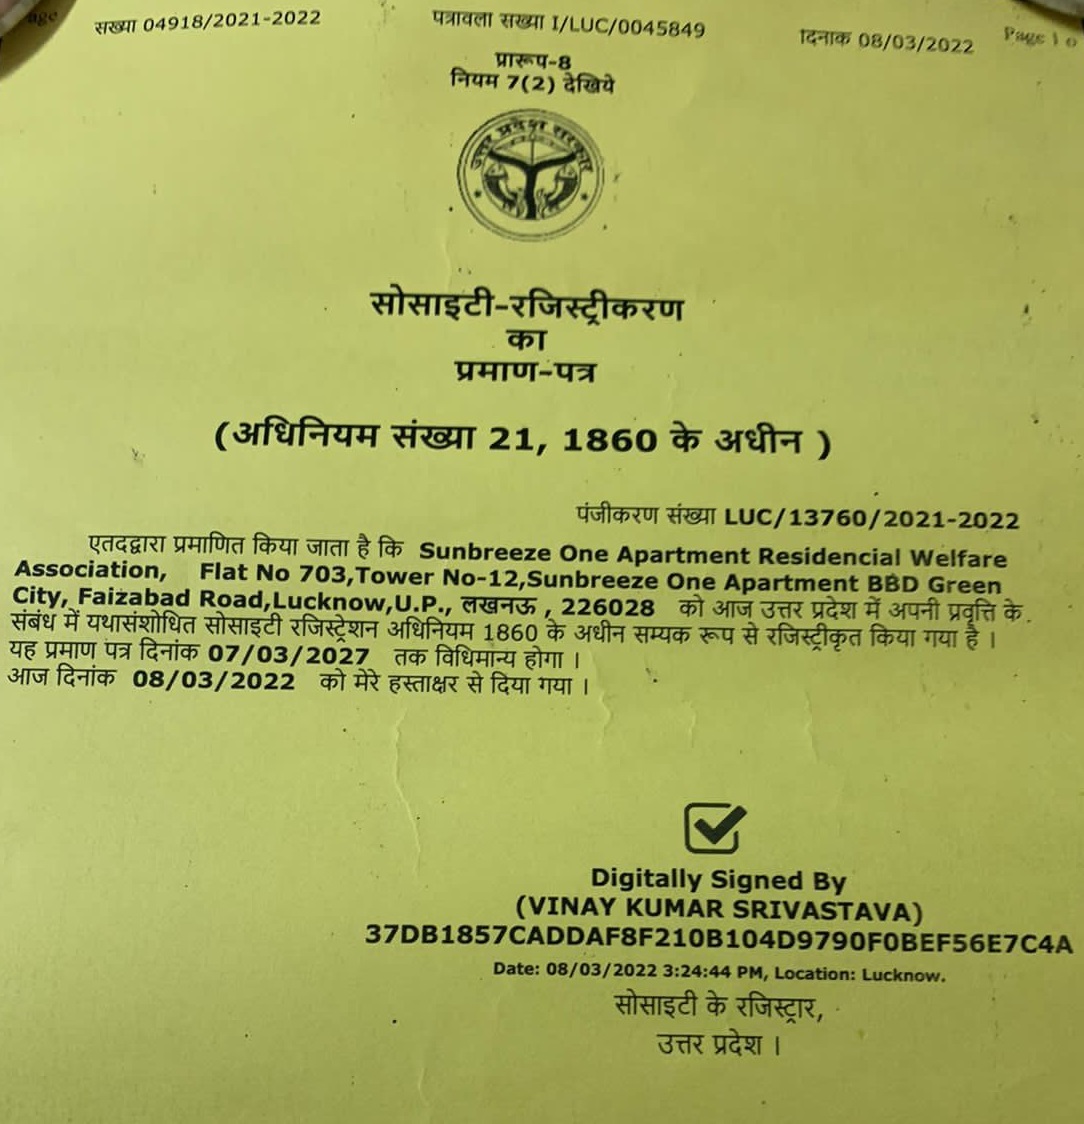 संख्या 04918/2021-2022
पत्रावली संख्या I/LUC/0045849
दिनांक 08/03/2022
Page 1 o
प्रारूप-8
नियम 7(2) देखिये
उत्तर प्रदेश सरकार
सोसाइटी-रजिस्ट्रीकरण
का
प्रमाण-पत्र
(अधिनियम संख्या 21, 1860 के अधीन )
पंजीकरण संख्या LUC/13760/2021-2022
एतदद्वारा प्रमाणित किया जाता है कि Sunbreeze One Apartment Residencial Welfare
Association, Flat No 703,Tower No-12,Sunbreeze One Apartment BBD Green
City, Faizabad Road,Lucknow,U.P., लखनऊ , 226028 को आज उत्तर प्रदेश में अपनी प्रवृत्ति के
संबंध में यथासंशोधित सोसाइटी रजिस्ट्रेशन अधिनियम 1860 के अधीन सम्यक रूप से रजिस्ट्रीकृत किया गया है ।
यह प्रमाण पत्र दिनांक 07/03/2027 तक विधिमान्य होगा ।
आज दिनांक 08/03/2022 को मेरे हस्ताक्षर से दिया गया ।
Digitally Signed By
(VINAY KUMAR SRIVASTAVA)
37DB1857CADDAF8F210B104D9790F0BEF56E7C4A
Date: 08/03/2022 3:24:44 PM, Location: Lucknow.
सोसाइटी के रजिस्ट्रार,
उत्तर प्रदेश ।